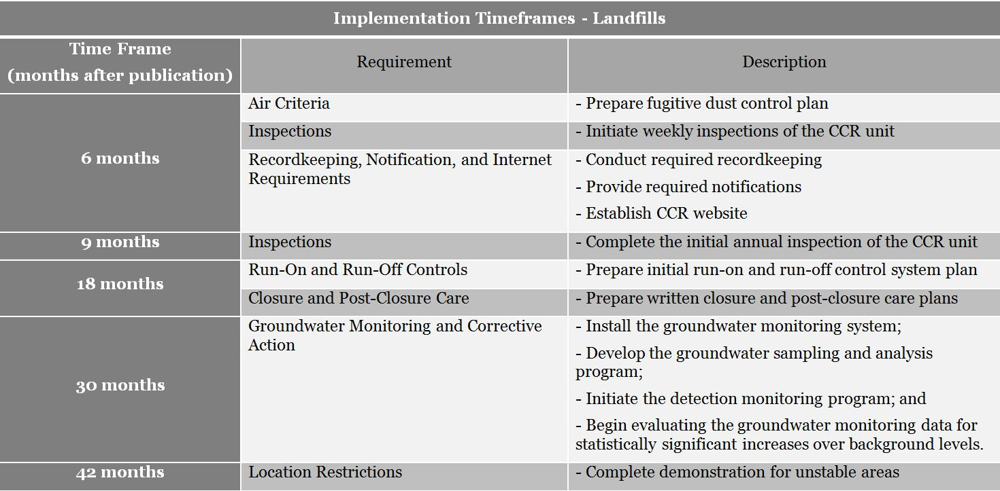 Implementation Timeframes - Landfills
Time Frame
(months after publication)
Requirement
Description
6 months
Air Criteria
- Prepare fugitive dust control plan
Inspections
- Initiate weekly inspections of the CCR unit
Recordkeeping, Notification, and Internet
Requirements
- Conduct required recordkeeping
- Provide required notifications
- Establish CCR website
9 months
Inspections
- Complete the initial annual inspection of the CCR unit
18 months
Run-On and Run-Off Controls
- Prepare initial run-on and run-off control system plan
Closure and Post-Closure Care
- Prepare written closure and post-closure care plans
30 months
Groundwater Monitoring and Corrective
Action
- Install the groundwater monitoring system;
- Develop the groundwater sampling and analysis
program;
- Initiate the detection monitoring program; and
- Begin evaluating the groundwater monitoring data for
statistically significant increases over background levels.
42 months
Location Restrictions
- Complete demonstration for unstable areas